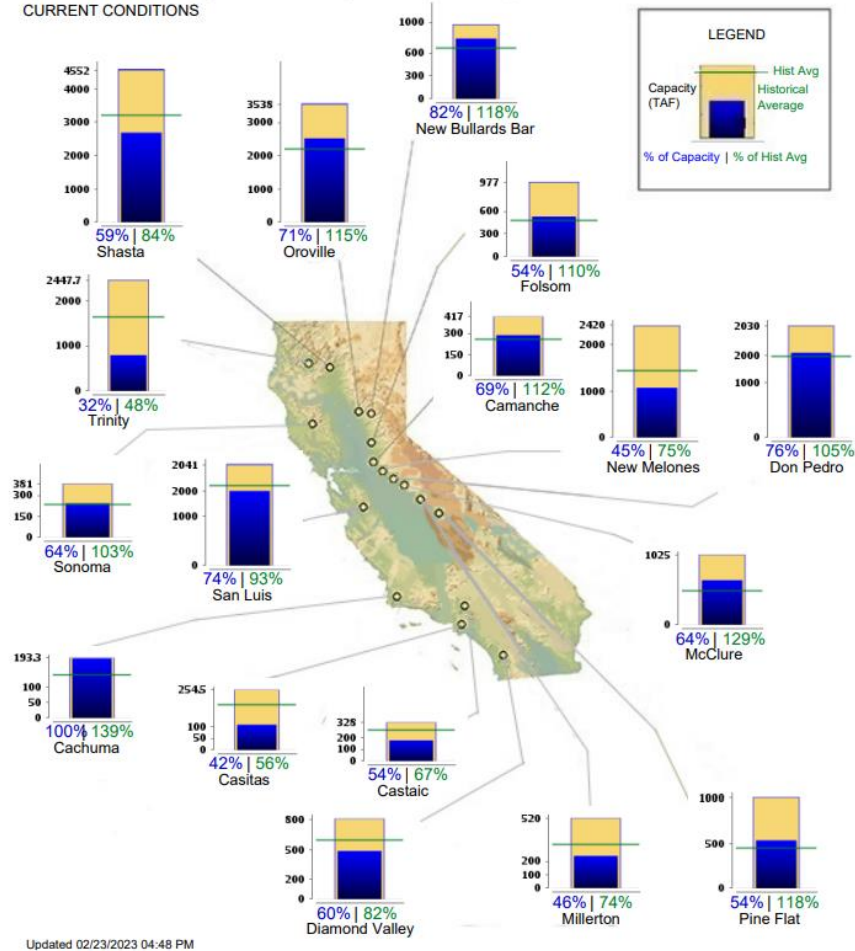 CURRENT CONDITIONS
LEGEND
Capacity
(TAF)
Hist Avg
Historical
Average
% of Capacity | % of Hist Avg
4552
4000
3000
2000
1000
0
59% | 84%
Shasta
3538
3000
2000
1000
0
71% | 115%
Oroville
1000
600
300
0
82% | 118%
New Bullards Bar
977
600
300
0
54% | 110%
Folsom
2447.7
2000
1000
0
32% | 48%
Trinity
417
300
150
0
69% | 112%
Camanche
2420
2000
1000
0
45% | 75%
New Melones
2030
2000
1000
0
76% | 105%
Don Pedro
381
300
150
0
64% | 103%
Sonoma
2041
2000
1000
0
74% | 93%
San Luis
1025
0
64% | 129%
McClure
193.3
100
50
0
100% 139%
Cachuma
254.5
100
50
0
42% | 56%
Casitas
325
200
100
0
54% | 67%
Castaic
800
500
200
0
60% | 82%
Diamond Valley
520
200
100
0
46% | 74%
Millerton
1000
500
0
54% | 118%
Pine Flat
Updated 02/23/2023 04:48 PM